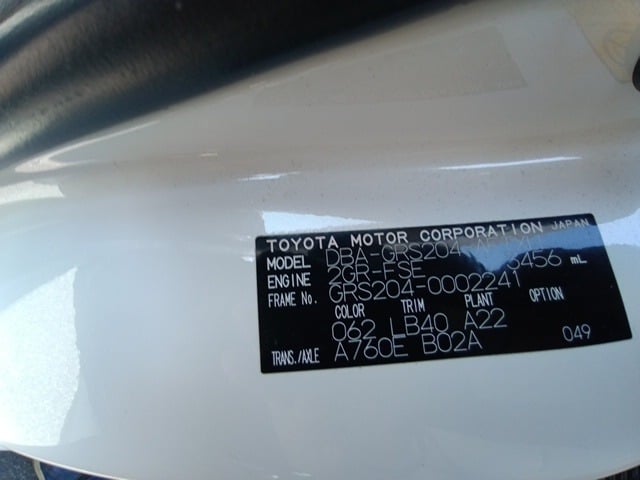 TOYOTA MOTOR CORPORATION JAPAN
MODEL DBA-GRS204
ENGINE 2GR-FSE 3456 mL
FRAME No. GRS204-0002241
COLOR TRIM PLANT OPTION
062 LB40 A22
TRANS./AXLE A760E B02A 049